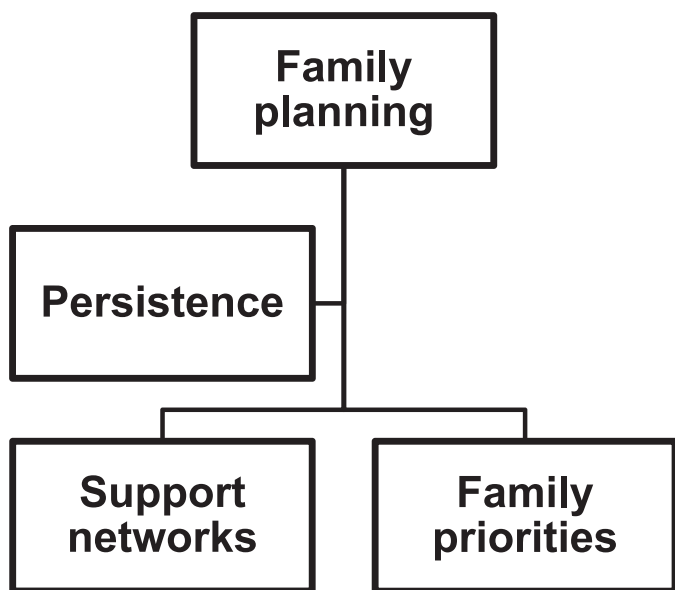 Family
planning
Persistence
Support
networks
Family
priorities